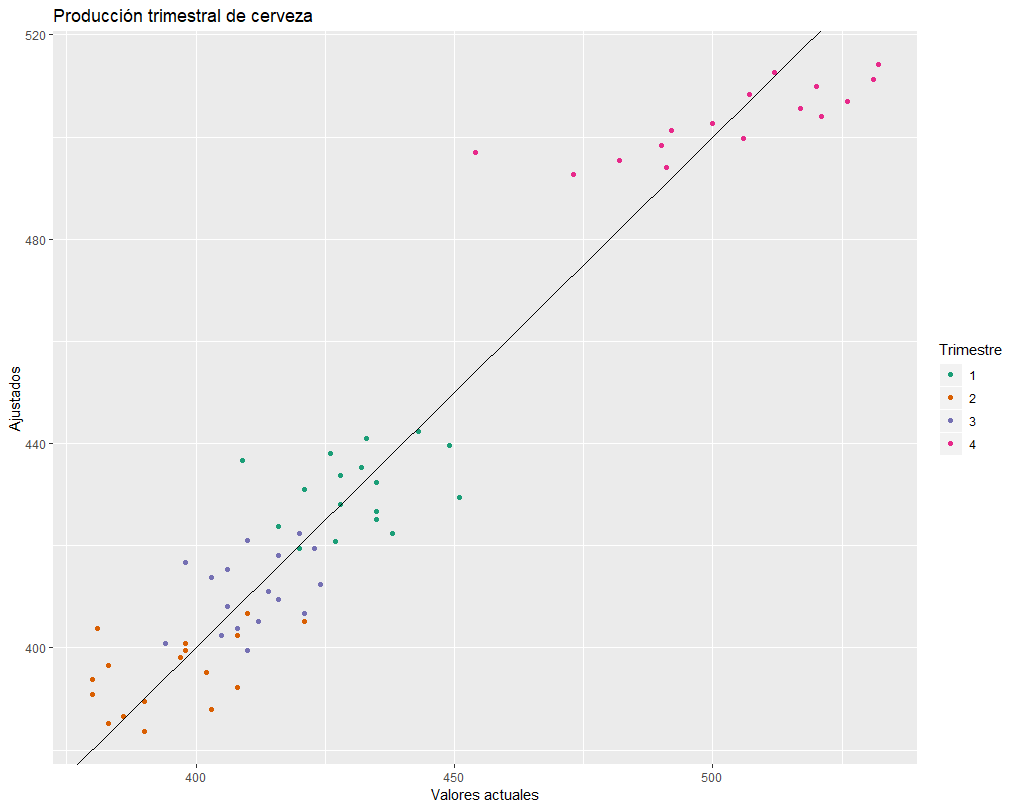 Producción trimestral de cerveza
520
480
440
400
Ajustados
400 450 500
Valores actuales
Trimestre
1
2
3
4